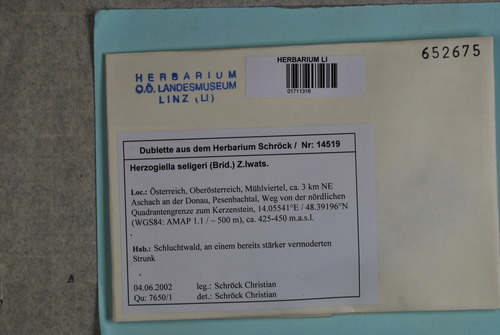 652675
HERBARIUM
O.Ö. LANDESMUSEUM
LINZ (LI)
HERBARIUM LI
01711318
Dublette aus dem Herbarium Schröck / Nr: 14519
Herzogiella seligeri (Brid.) Z.Iwats.
Loc.: Österreich, Oberösterreich, Mühlviertel, ca. 3 km NE
Aschach an der Donau, Pesenbachtal, Weg von der nördlichen
Quadrantengrenze zum Kerzenstein, 14.05541°E / 48.39196°N
(WGS84: AMAP 1.1 / ~ 500 m), ca. 425-450 m.a.s.l.
.
Hab.: Schluchtwald, an einem bereits stärker vermoderten
Strunk
.
04.06.2002 leg.: Schröck Christian
Qu: 7650/1 det.: Schröck Christian